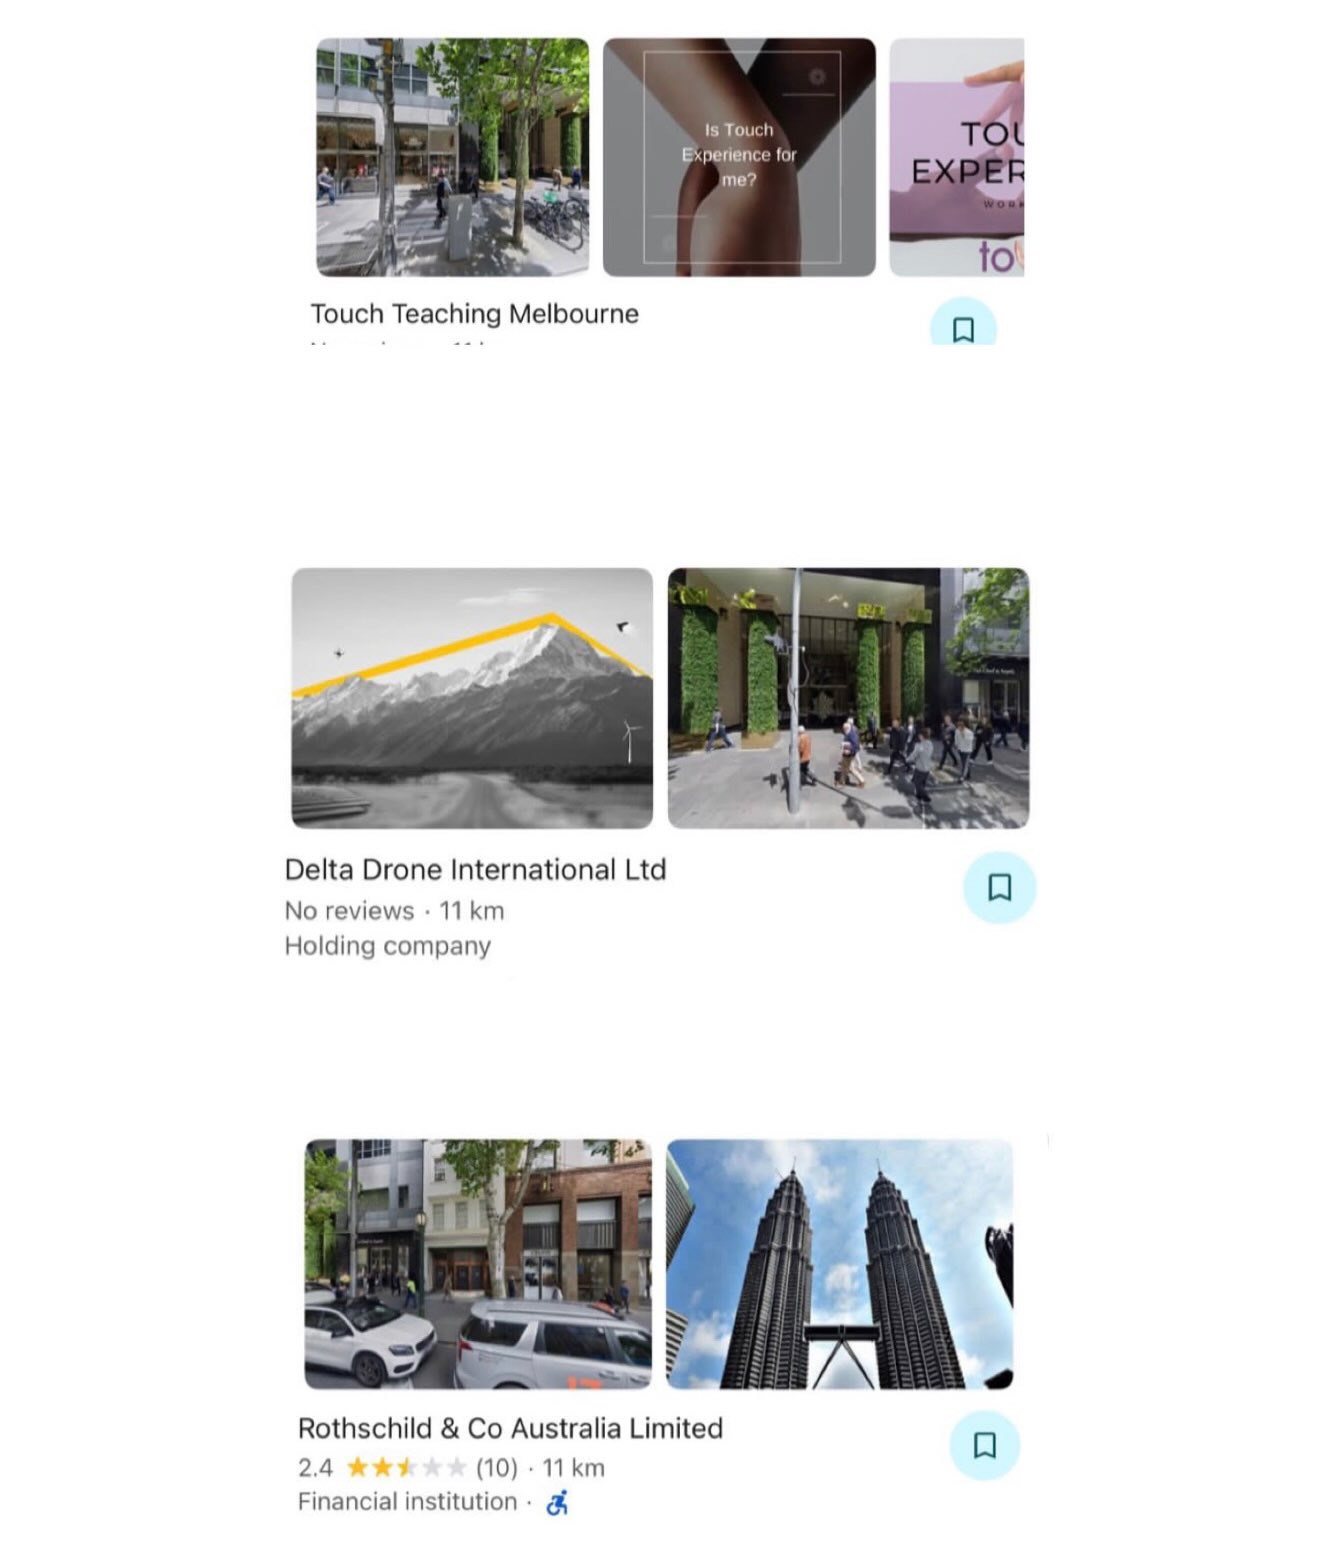 Is Touch
Experience for
me?
TOU
EXPER
WORK
to
Touch Teaching Melbourne
Delta Drone International Ltd
No reviews · 11 km
Holding company
Rothschild & Co Australia Limited
2.4 (10) · 11 km
Financial institution ·